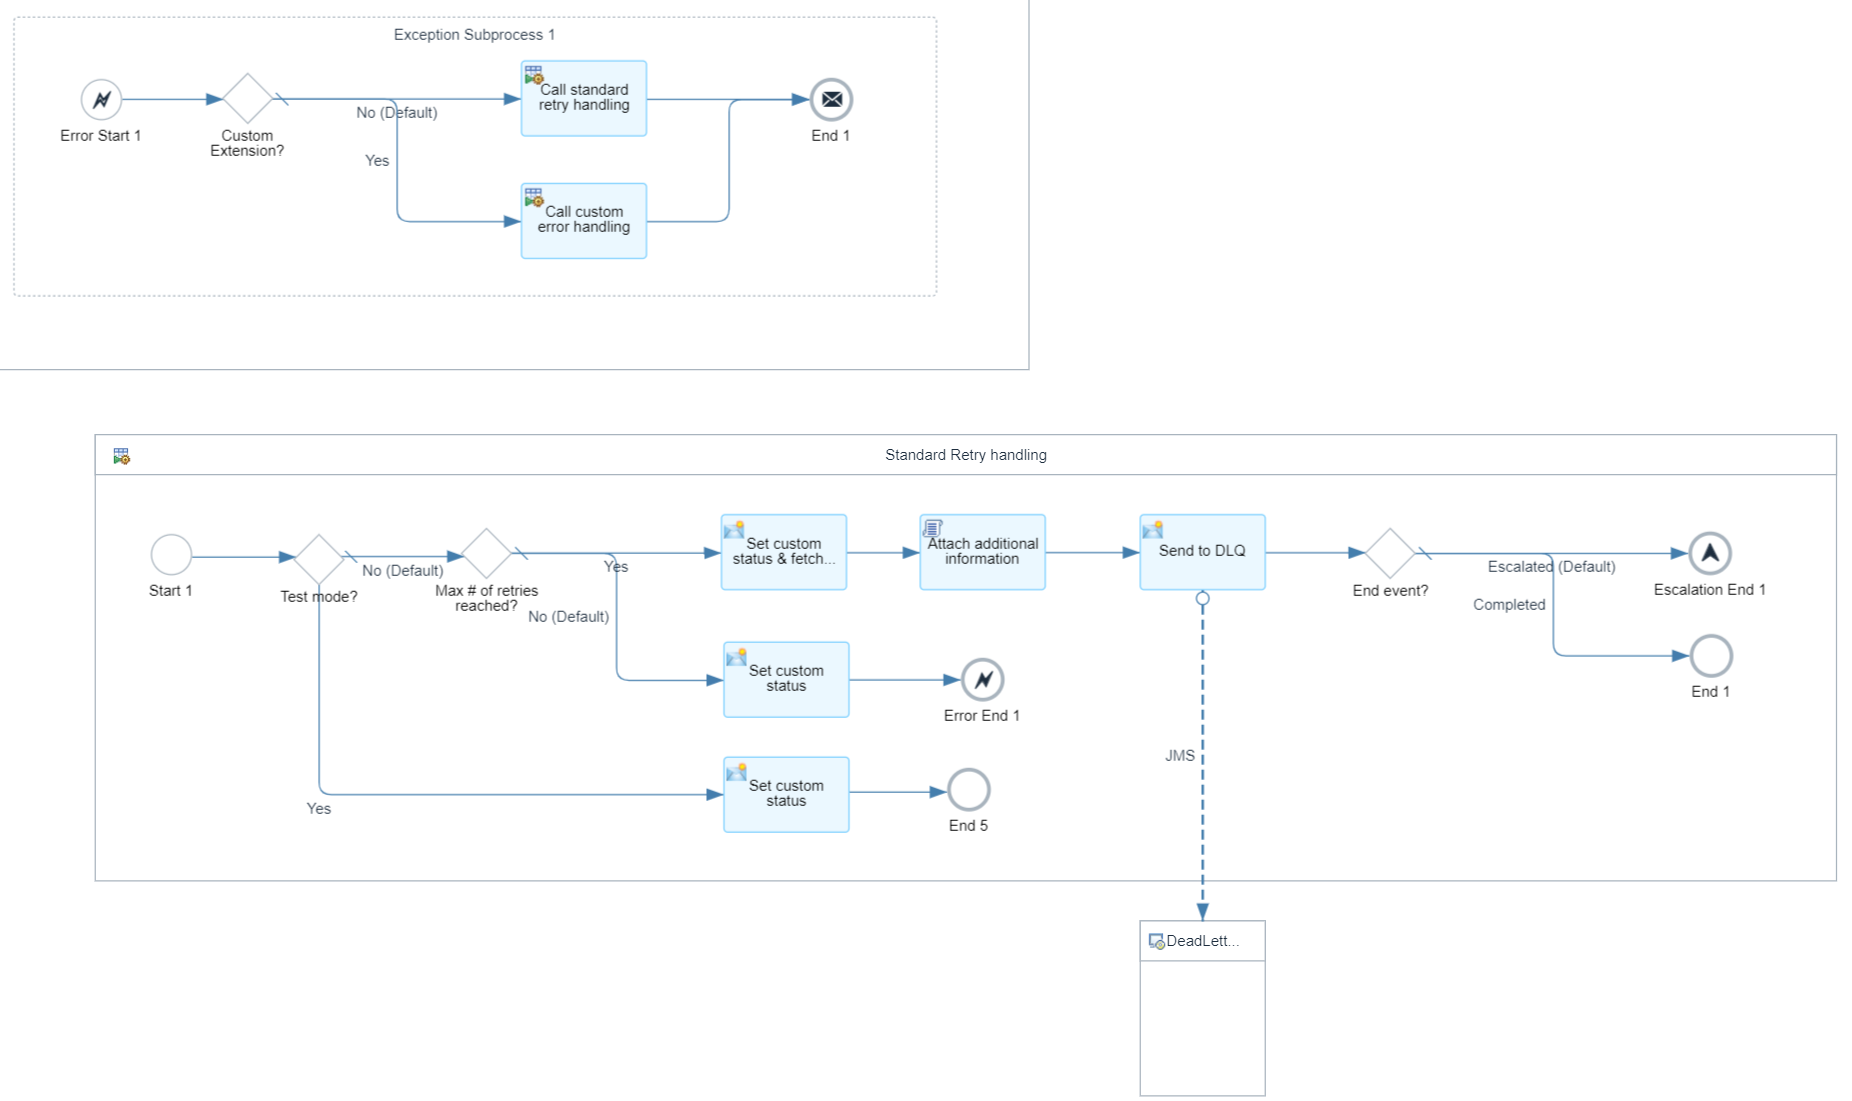 Exception Subprocess 1
Error Start 1
Custom
Extension?
No (Default)
Yes
Call standard
retry handling
Call custom
error handling
End 1
Standard Retry handling
Start 1
Test mode?
No (Default)
Yes
Max # of retries
reached?
Yes
No (Default)
Set custom
status & fetch...
Attach additional
information
Send to DLQ
End event?
Escalated (Default)
Completed
Escalation End 1
End 1
Set custom
status
Error End 1
Set custom
status
End 5
JMS
DeadLett...